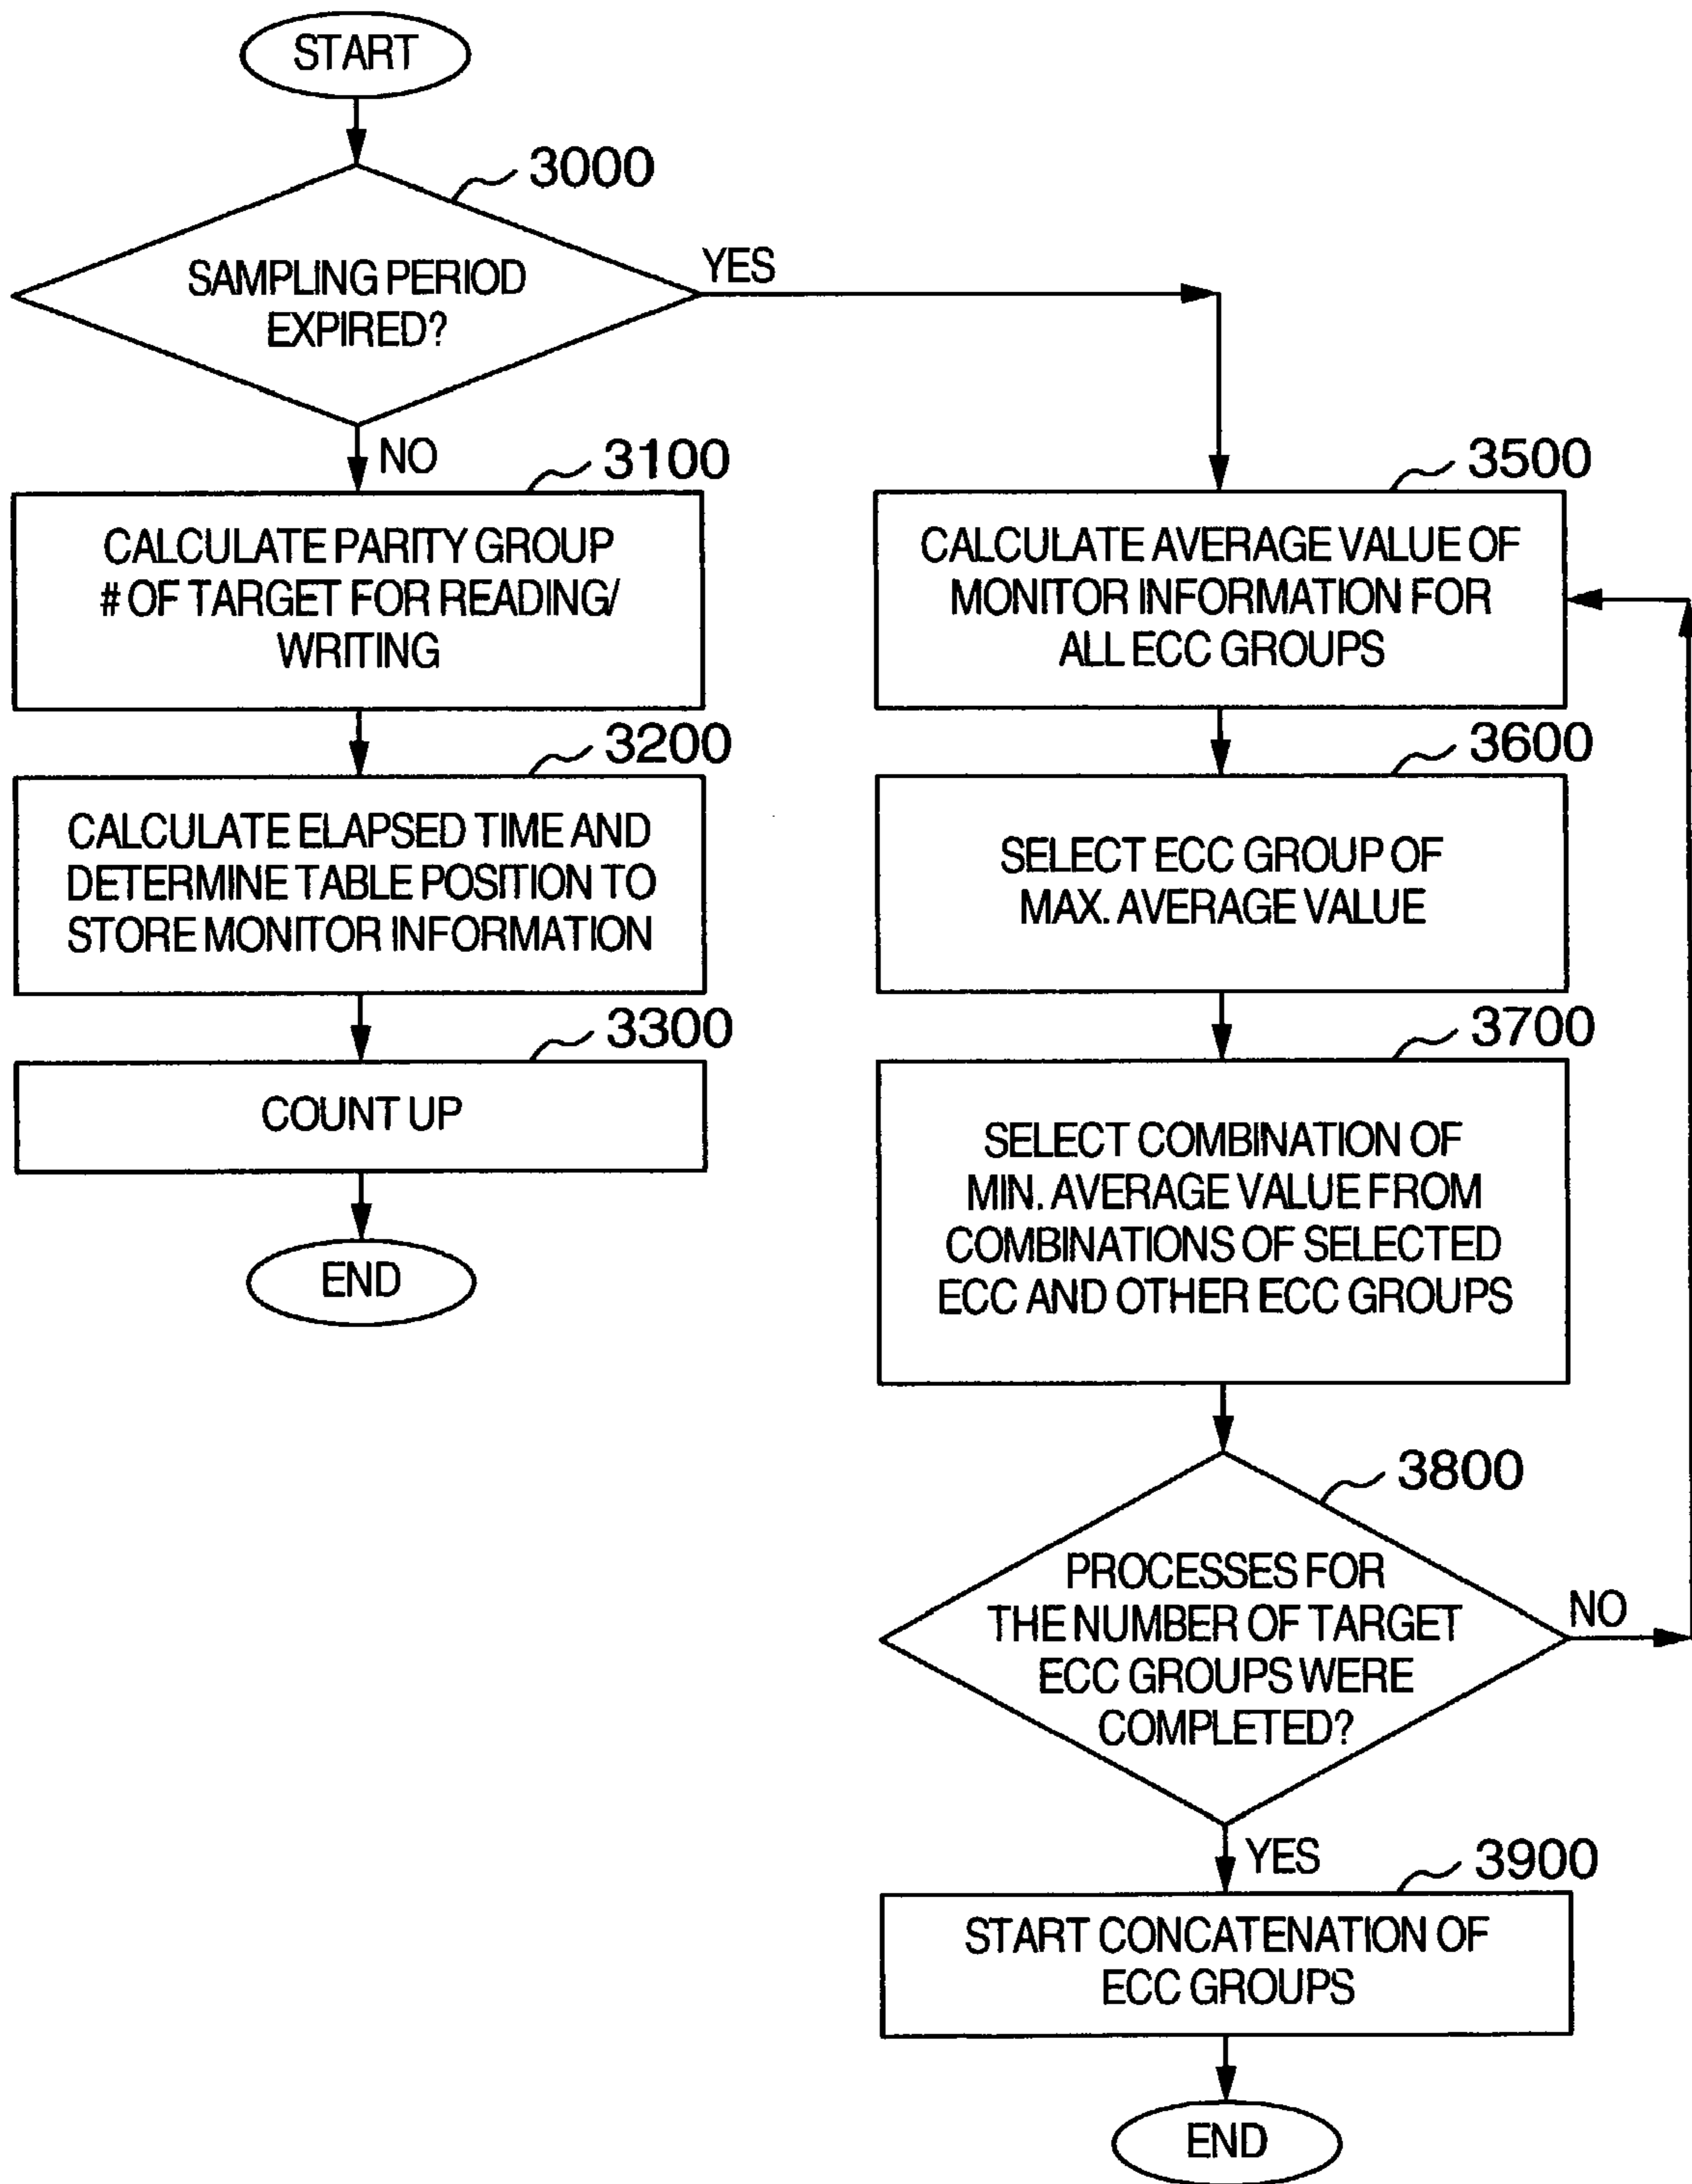 START
3000
SAMPLING PERIOD
EXPIRED?
YES
NO
3100
CALCULATE PARITY GROUP
# OF TARGET FOR READING/
WRITING
3200
CALCULATE ELAPSED TIME AND
DETERMINE TABLE POSITION TO
STORE MONITOR INFORMATION
3300
COUNT UP
END
3500
CALCULATE AVERAGE VALUE OF
MONITOR INFORMATION FOR
ALL ECC GROUPS
3600
SELECT ECC GROUP OF
MAX. AVERAGE VALUE
3700
SELECT COMBINATION OF
MIN. AVERAGE VALUE FROM
COMBINATIONS OF SELECTED
ECC AND OTHER ECC GROUPS
3800
PROCESSES FOR
THE NUMBER OF TARGET
ECC GROUPS WERE
COMPLETED?
NO
YES
3900
START CONCATENATION OF
ECC GROUPS
END